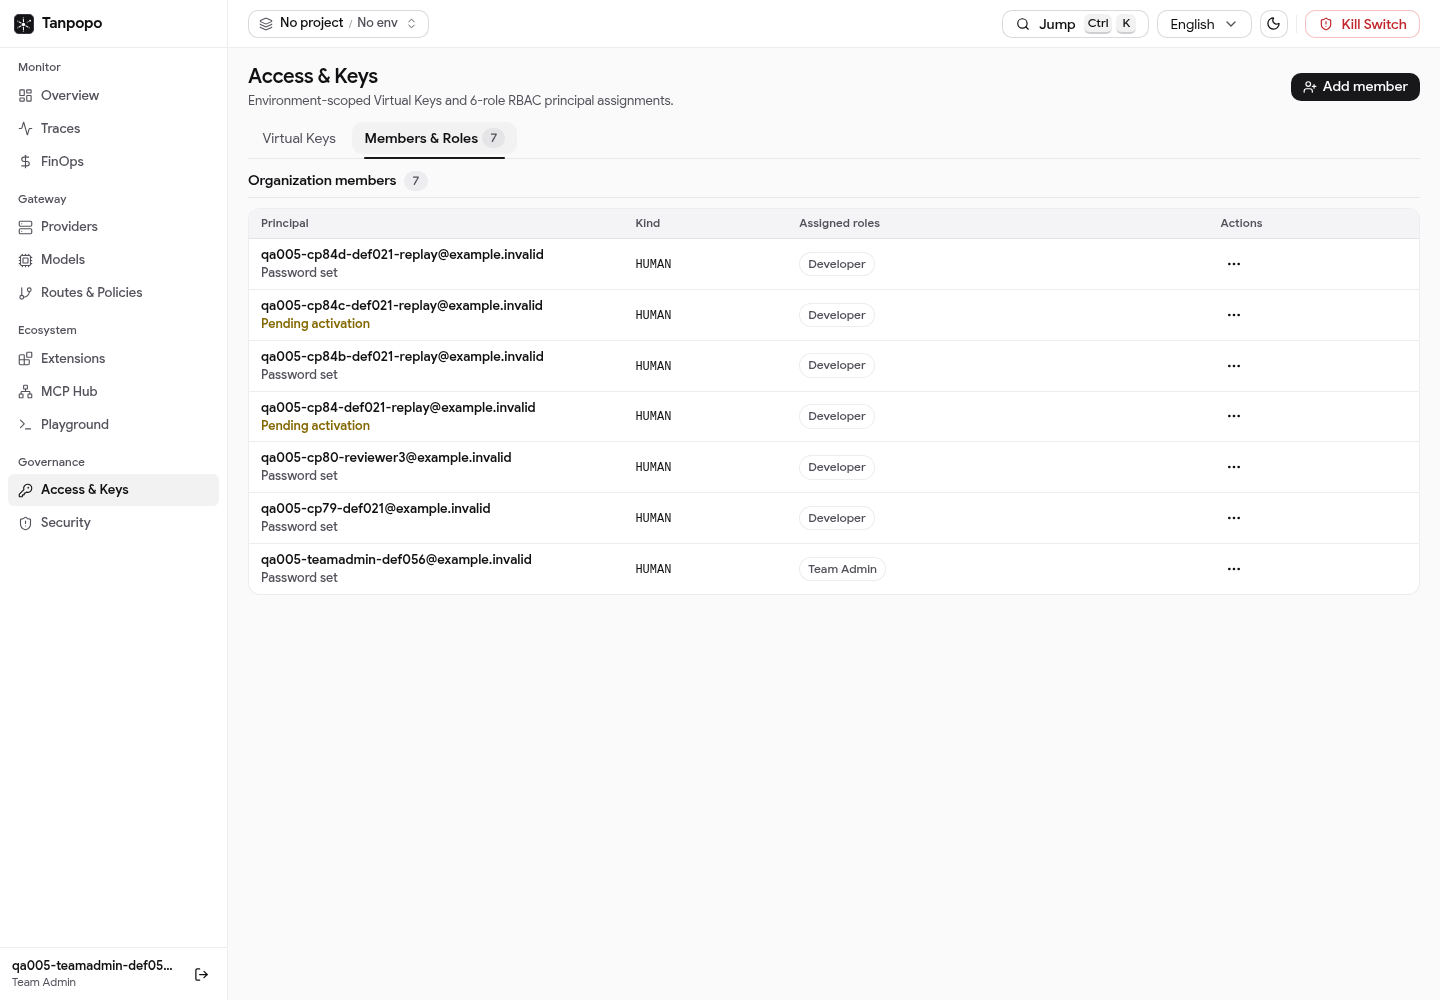 Tanpopo
No project / No env
Jump Ctrl K
English
Kill Switch
Monitor
Overview
Traces
FinOps
Gateway
Providers
Models
Routes & Policies
Ecosystem
Extensions
MCP Hub
Playground
Governance
Access & Keys
Security
qa005-teamadmin-def05...
Team Admin
Access & Keys
Environment-scoped Virtual Keys and 6-role RBAC principal assignments.
Add member
Virtual Keys
Members & Roles 7
Organization members 7
Principal Kind Assigned roles Actions
qa005-cp84d-def021-replay@example.invalid
Password set
HUMAN
Developer
qa005-cp84c-def021-replay@example.invalid
Pending activation
HUMAN
Developer
qa005-cp84b-def021-replay@example.invalid
Password set
HUMAN
Developer
qa005-cp84-def021-replay@example.invalid
Pending activation
HUMAN
Developer
qa005-cp80-reviewer3@example.invalid
Password set
HUMAN
Developer
qa005-cp79-def021@example.invalid
Password set
HUMAN
Developer
qa005-teamadmin-def056@example.invalid
Password set
HUMAN
Team Admin